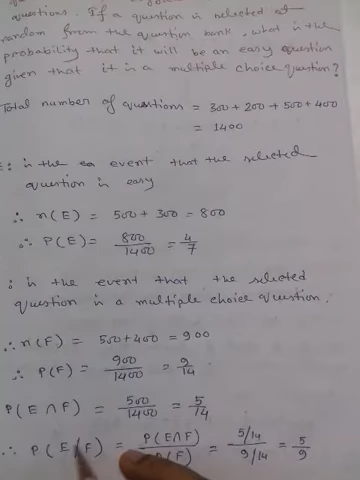 questions. If a question is selected at
random from the question bank, what is the
probability that it will be an easy question
given that it is a multiple choice question?
Total number of questions = 300 + 200 + 500 + 400
= 1400
E: is the ea event that the selected
question is easy
∴ n(E) = 500 + 300 = 800
∴ P(E) = 800/1400 = 4/7
: is the event that the selected
question is a multiple choice question.
∴ n(F) = 500 + 400 = 900
∴ P(F) = 900/1400 = 9/14
P(E ∩ F) = 500/1400 = 5/14
∴ P(E/F) = P(E∩F)/P(F) = 5/14 / 9/14 = 5/9